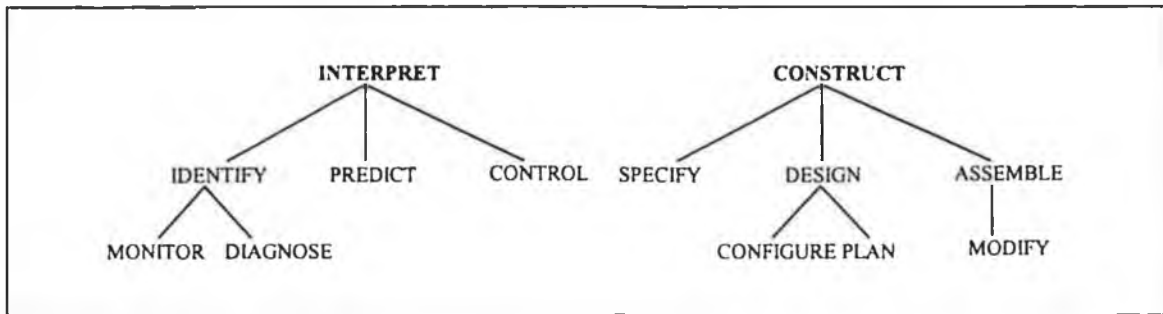 INTERPRET CONSTRUCT
IDENTIFY PREDICT CONTROL SPECIFY DESIGN ASSEMBLE
MONITOR DIAGNOSE CONFIGURE PLAN MODIFY